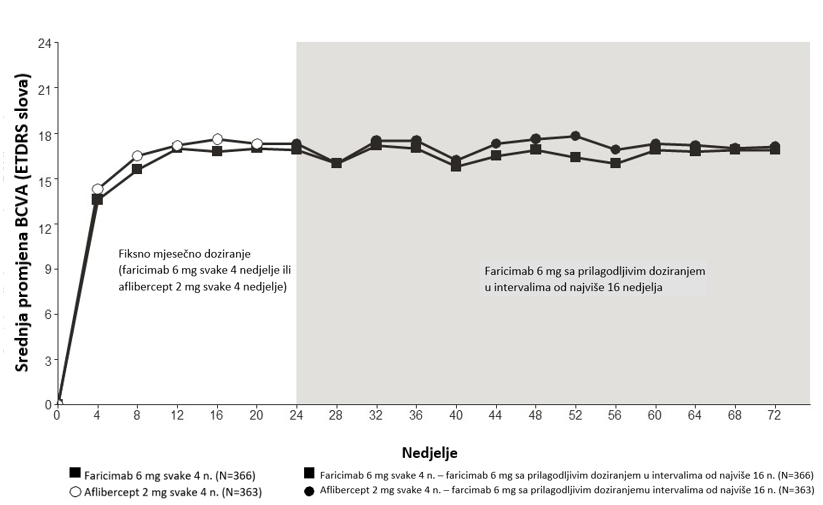 24
21
18
15
12
9
6
3
0
Srednja promjena BCVA (ETDRS slova)
Fiksno mjesečno doziranje
(faricimab 6 mg svake 4 nedjelje ili
aflibercept 2 mg svake 4 nedjelje)
Faricimab 6 mg sa prilagodljivim doziranjem
u intervalima od najviše 16 nedjelja
0 4 8 12 16 20 24 28 32 36 40 44 48 52 56 60 64 68 72
Nedjelje
Faricimab 6 mg svake 4 n. (N=366)
Aflibercept 2 mg svake 4 n. (N=363)
Faricimab 6 mg svake 4 n. – faricimab 6 mg sa prilagodljivim doziranjem u intervalima od najviše 16 n. (N=366)
Aflibercept 2 mg svake 4 n. – farcimab 6 mg sa prilagodljivim doziranjemu intervalima od najviše 16 n. (N=363)